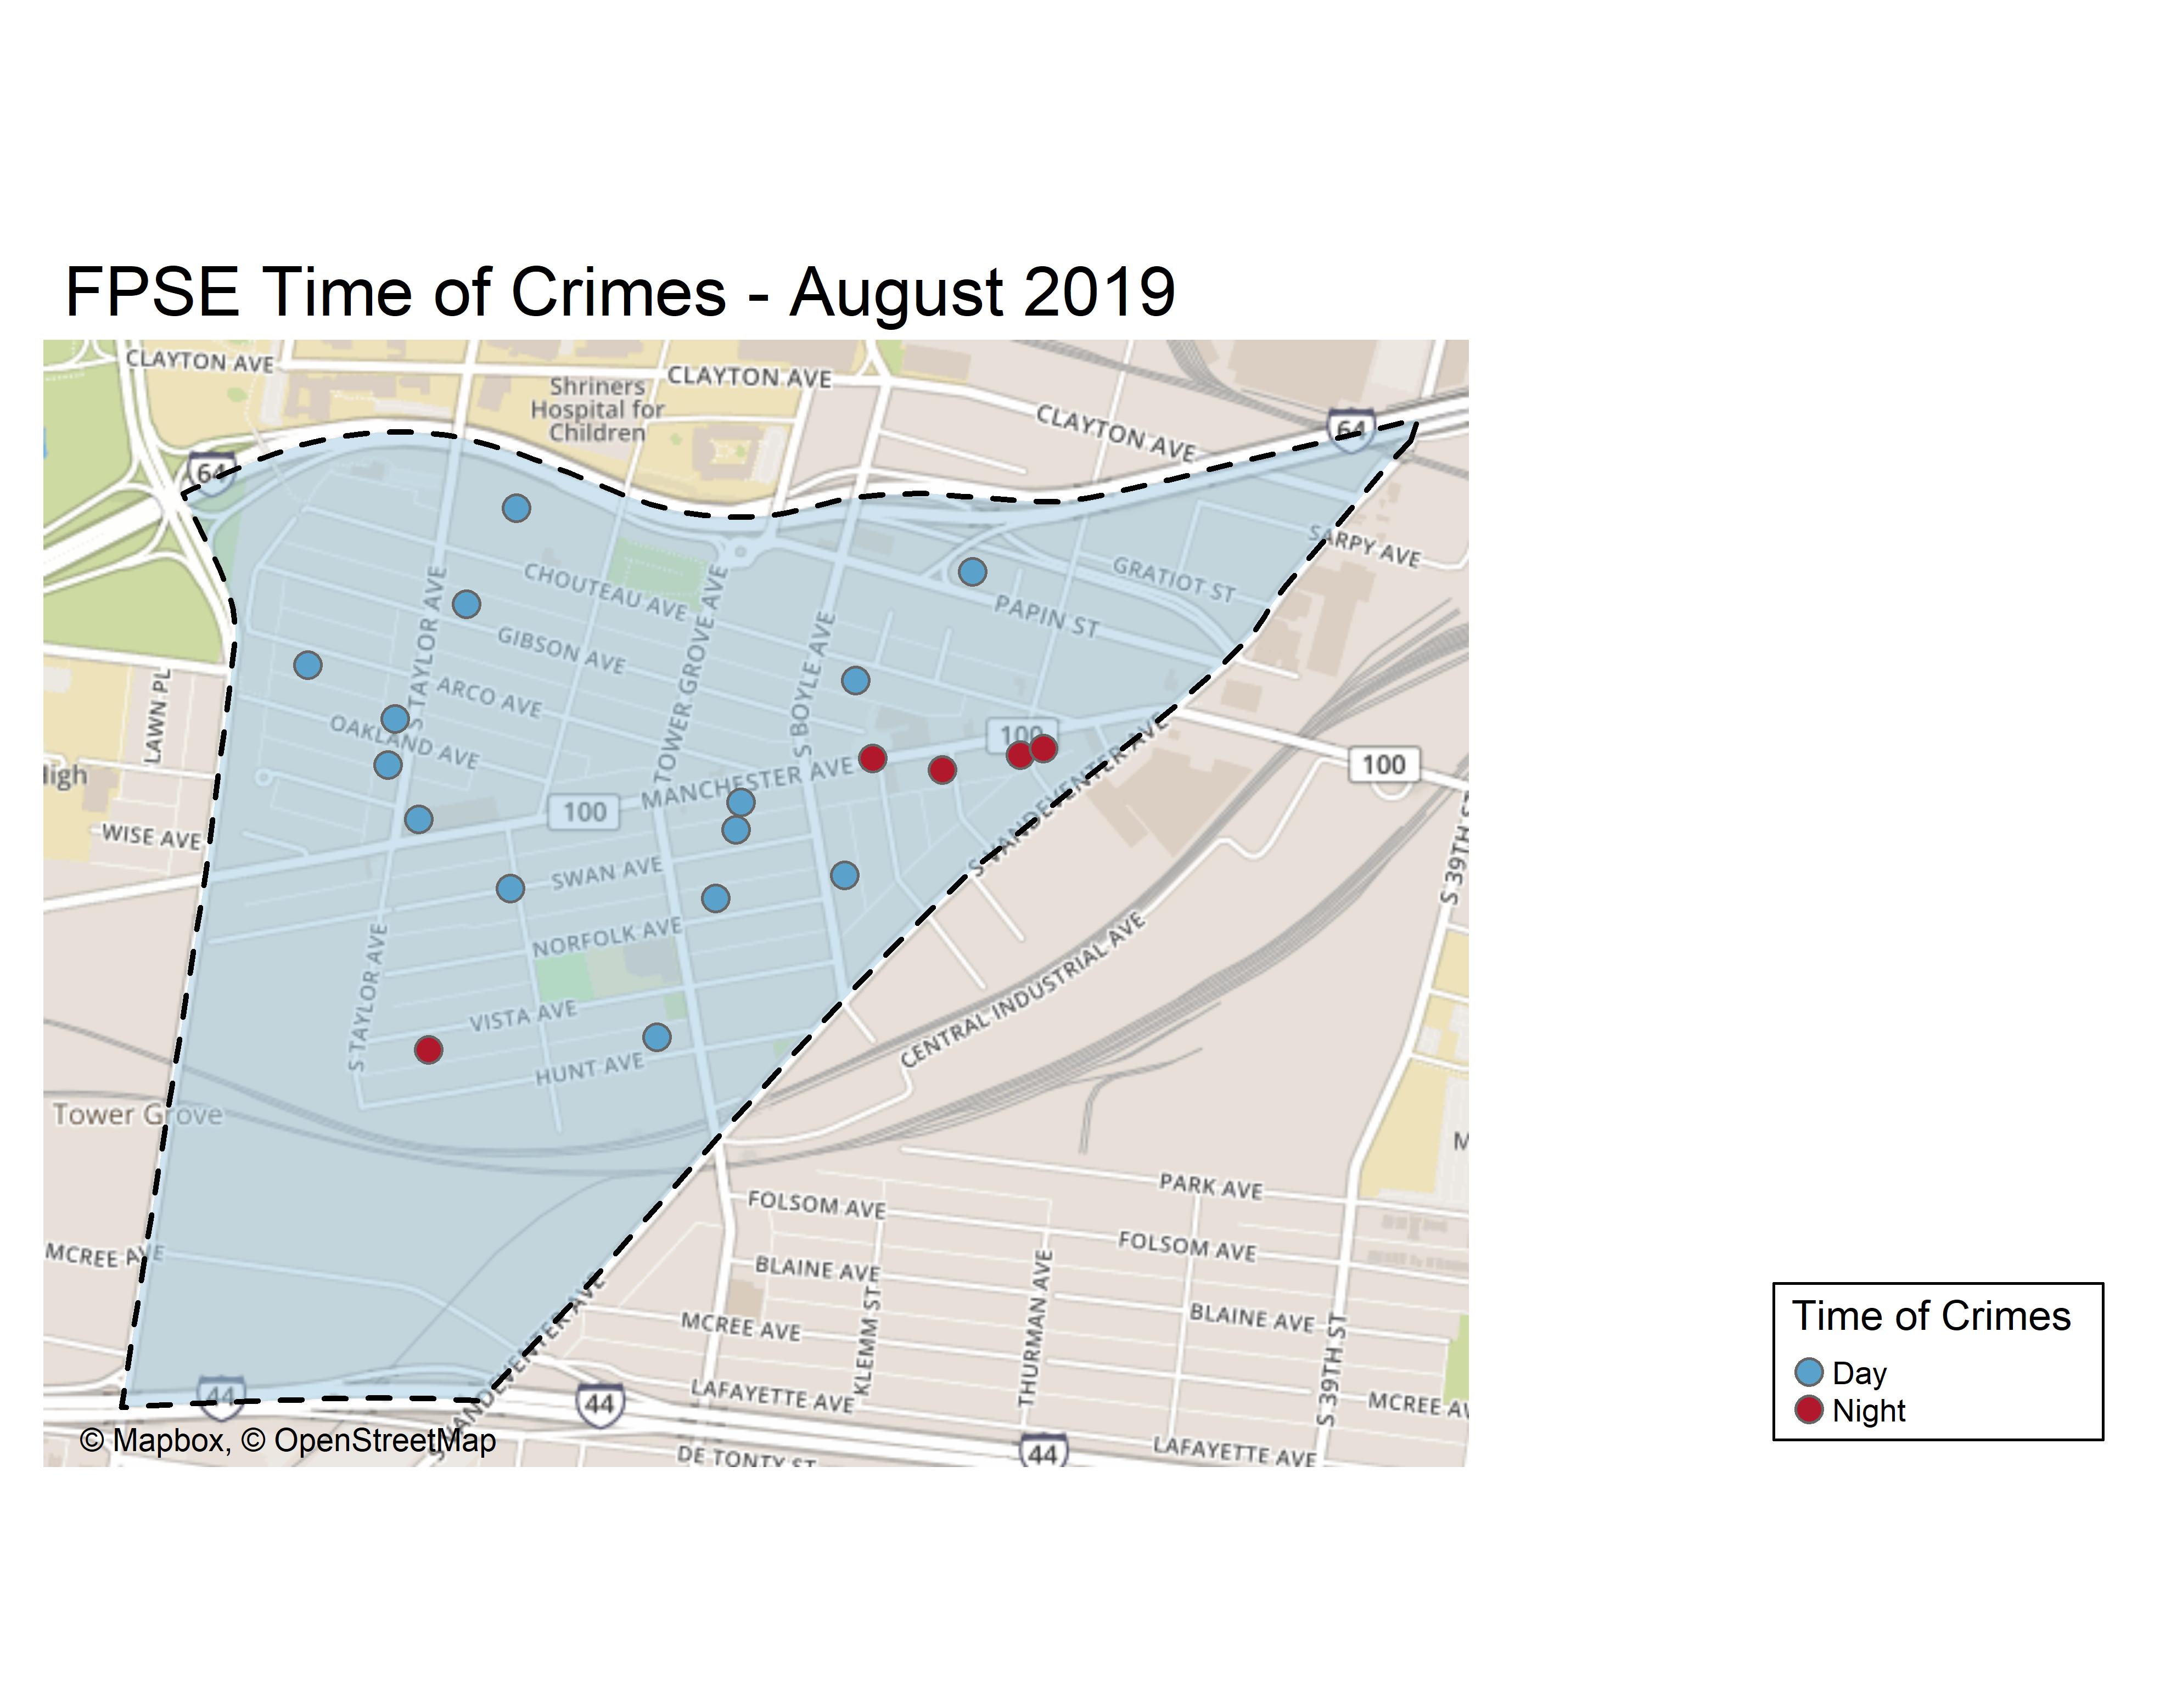 FPSE Time of Crimes - August 2019
CLAYTON AVE
Shriners
Hospital for
Children
CLAYTON AVE
CLAYTON AVE
64
64
SARPY AVE
GRATIOT ST
CHOUTEAU AVE
PAPIN ST
S TAYLOR AVE
GIBSON AVE
TOWER GROVE AVE
S BOYLE AVE
LAWN PL
ARCO AVE
OAKLAND AVE
100
100
High
MANCHESTER AVE
100
S VANDEVENTER AVE
WISE AVE
SWAN AVE
S 39TH ST
NORFOLK AVE
CENTRAL INDUSTRIAL AVE
S TAYLOR AVE
VISTA AVE
HUNT AVE
Tower Grove
M
PARK AVE
FOLSOM AVE
FOLSOM AVE
MCREE AVE
BLAINE AVE
BLAINE AVE
MCREE AVE
KLEMM ST
THURMAN AVE
S 39TH ST
S VANDEVENTER AVE
44
44
LAFAYETTE AVE
MCREE AV
44
LAFAYETTE AVE
DE TONTY ST
© Mapbox, © OpenStreetMap
Time of Crimes
Day
Night